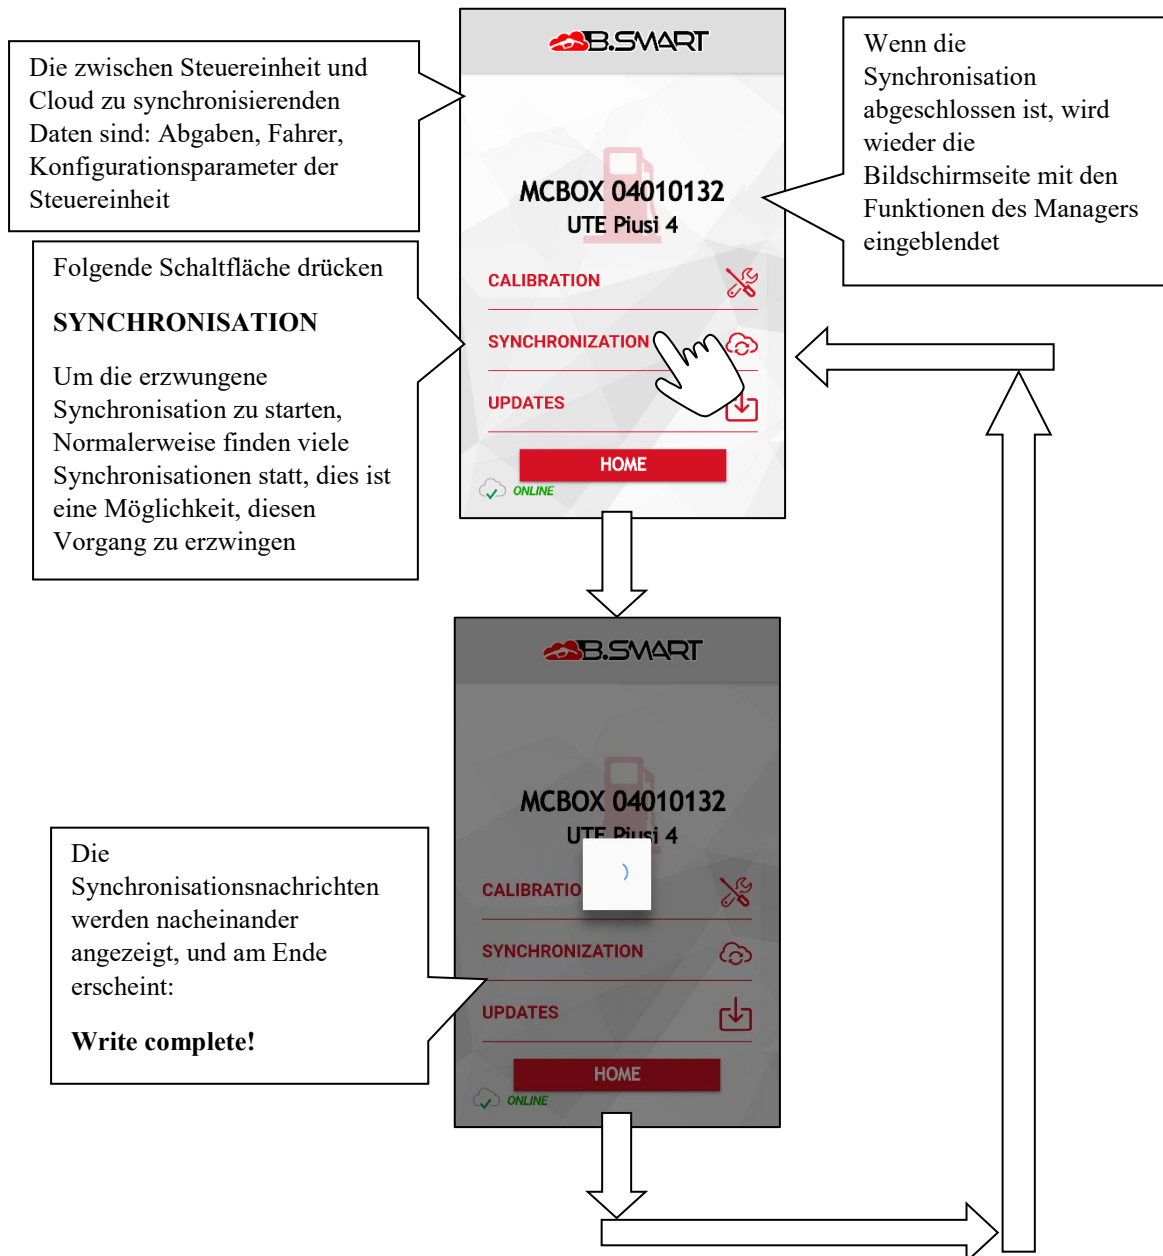 Die zwischen Steuereinheit und
Cloud zu synchronisierenden
Daten sind: Abgaben, Fahrer,
Konfigurationsparameter der
Steuereinheit
Folgende Schaltfläche drücken
SYNCHRONISATION
Um die erzwungene
Synchronisation zu starten,
Normalerweise finden viele
Synchronisationen statt, dies ist
eine Möglichkeit, diesen
Vorgang zu erzwingen
B.SMART
MCBOX 04010132
UTE Piusi 4
CALIBRATION
SYNCHRONIZATION
UPDATES
HOME
ONLINE
Wenn die
Synchronisation
abgeschlossen ist, wird
wieder die
Bildschirmseite mit den
Funktionen des Managers
eingeblendet
Die
Synchronisationsnachrichten
werden nacheinander
angezeigt, und am Ende
erscheint:
Write complete!
B.SMART
MCBOX 04010132
UTE Piusi 4
CALIBRATIO
SYNCHRONIZATION
UPDATES
HOME
ONLINE